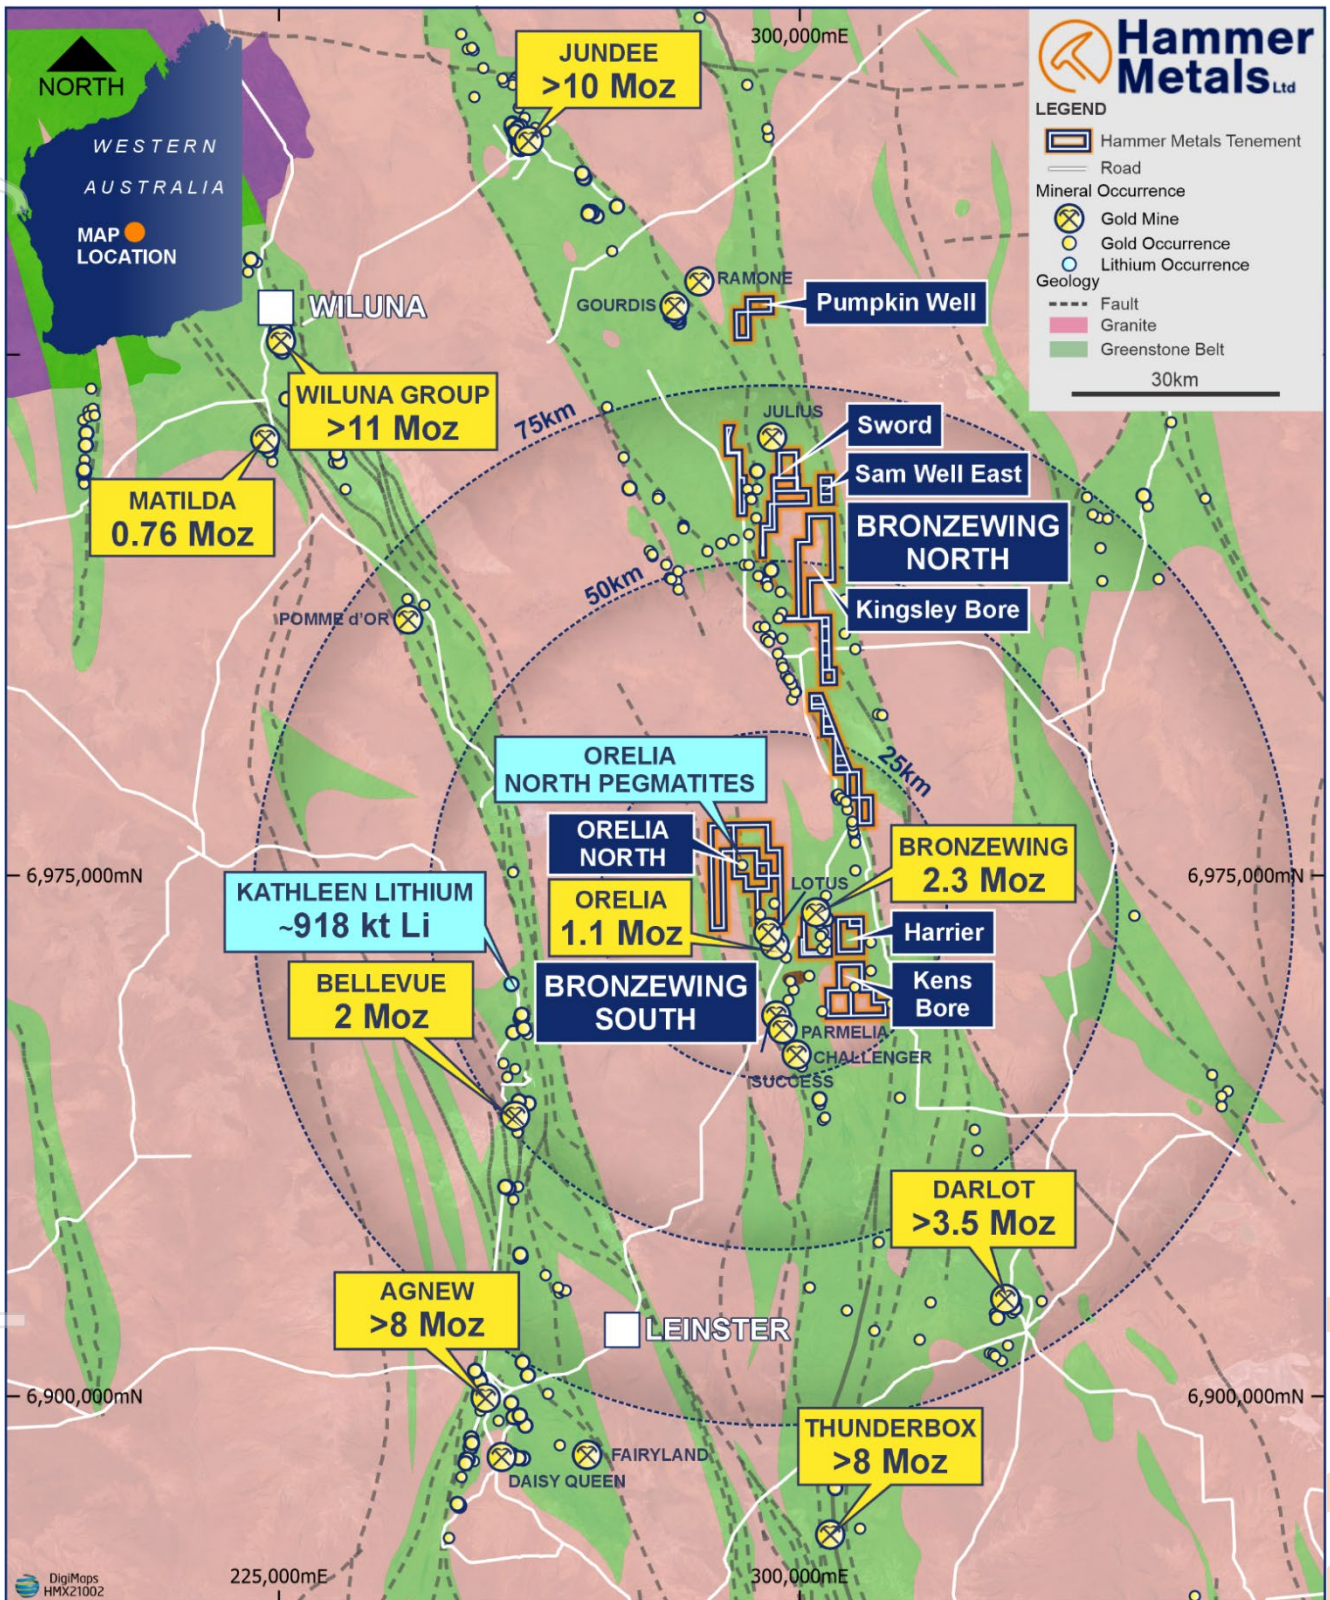 NORTH
WESTERN
AUSTRALIA
MAP
LOCATION
300,000mE
Hammer
Metals Ltd
LEGEND
Hammer Metals Tenement
Road
Mineral Occurrence
Gold Mine
Gold Occurrence
Lithium Occurrence
Geology
Fault
Granite
Greenstone Belt
30km
JUNDEE
>10 Moz
RAMONE
GOURDIS
Pumpkin Well
WILUNA
WILUNA GROUP
>11 Moz
MATILDA
0.76 Moz
75km
JULIUS
Sword
Sam Well East
BRONZEWING
NORTH
50km
Kingsley Bore
POMME d'OR
25km
ORELIA
NORTH PEGMATITES
ORELIA
NORTH
BRONZEWING
2.3 Moz
6,975,000mN
6,975,000mN
KATHLEEN LITHIUM
~918 kt Li
LOTUS
ORELIA
1.1 Moz
Harrier
BELLEVUE
2 Moz
BRONZEWING
SOUTH
Kens
Bore
PARMELIA
CHALLENGER
SUCCESS
DARLOT
>3.5 Moz
AGNEW
>8 Moz
LEINSTER
6,900,000mN
6,900,000mN
THUNDERBOX
>8 Moz
FAIRYLAND
DAISY QUEEN
DigiMaps
HMX21002
225,000mE
300,000mE